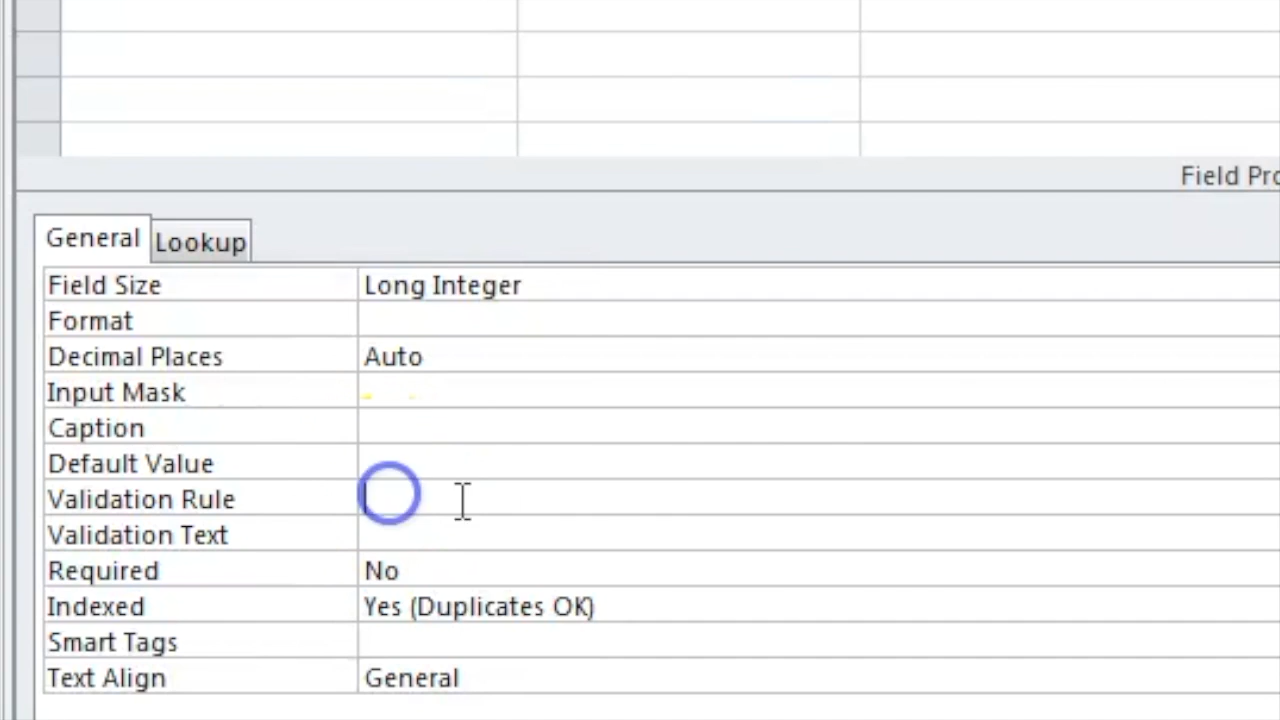 Field Pro
General Lookup
Field Size Long Integer
Format
Decimal Places Auto
Input Mask
Caption
Default Value
Validation Rule
Validation Text
Required No
Indexed Yes (Duplicates OK)
Smart Tags
Text Align General